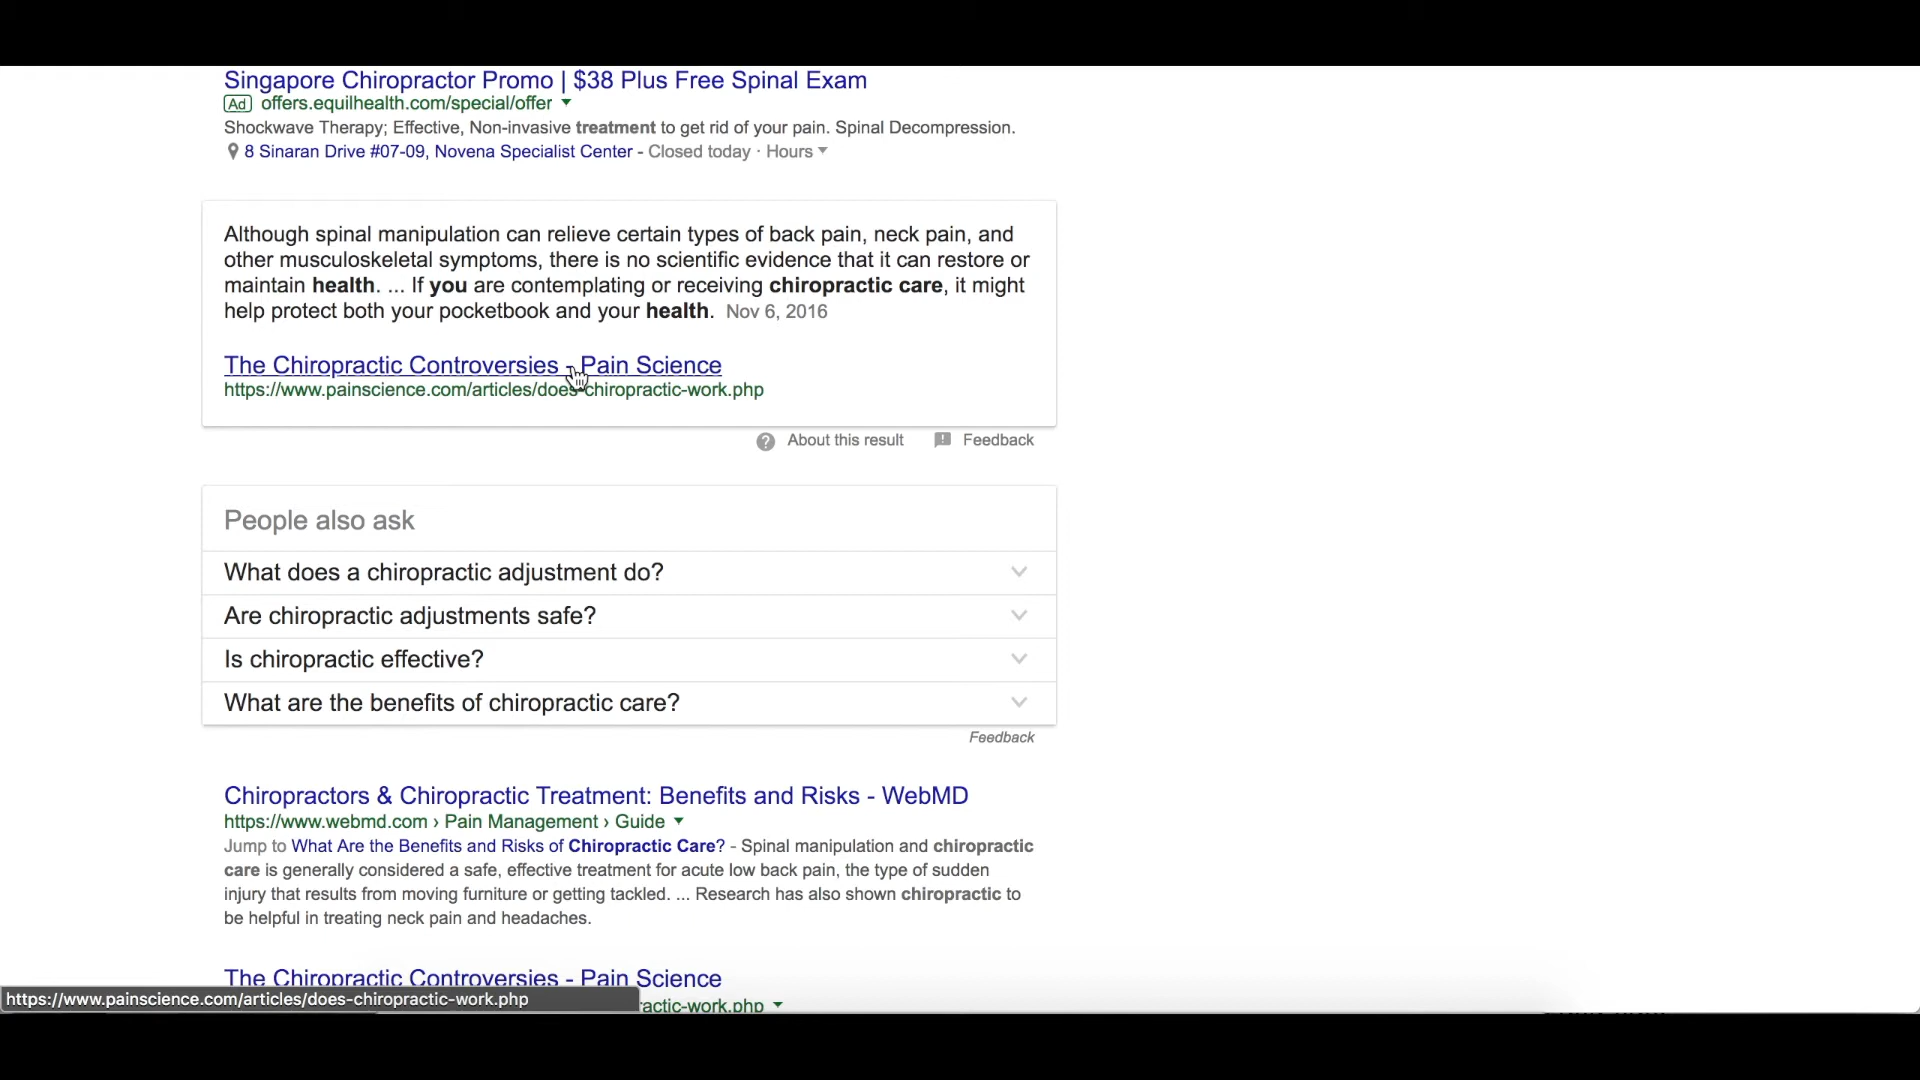 Singapore Chiropractor Promo | $38 Plus Free Spinal Exam
Ad offers.equilhealth.com/special/offer
Shockwave Therapy; Effective, Non-invasive treatment to get rid of your pain. Spinal Decompression.
8 Sinaran Drive #07-09, Novena Specialist Center - Closed today · Hours
Although spinal manipulation can relieve certain types of back pain, neck pain, and
other musculoskeletal symptoms, there is no scientific evidence that it can restore or
maintain health. ... If you are contemplating or receiving chiropractic care, it might
help protect both your pocketbook and your health. Nov 6, 2016
The Chiropractic Controversies - Pain Science
https://www.painscience.com/articles/does-chiropractic-work.php
About this result Feedback
People also ask
What does a chiropractic adjustment do?
Are chiropractic adjustments safe?
Is chiropractic effective?
What are the benefits of chiropractic care?
Feedback
Chiropractors & Chiropractic Treatment: Benefits and Risks - WebMD
https://www.webmd.com › Pain Management › Guide
Jump to What Are the Benefits and Risks of Chiropractic Care? - Spinal manipulation and chiropractic
care is generally considered a safe, effective treatment for acute low back pain, the type of sudden
injury that results from moving furniture or getting tackled. ... Research has also shown chiropractic to
be helpful in treating neck pain and headaches.
The Chiropractic Controversies - Pain Science
https://www.painscience.com/articles/does-chiropractic-work.php
ractic-work.php